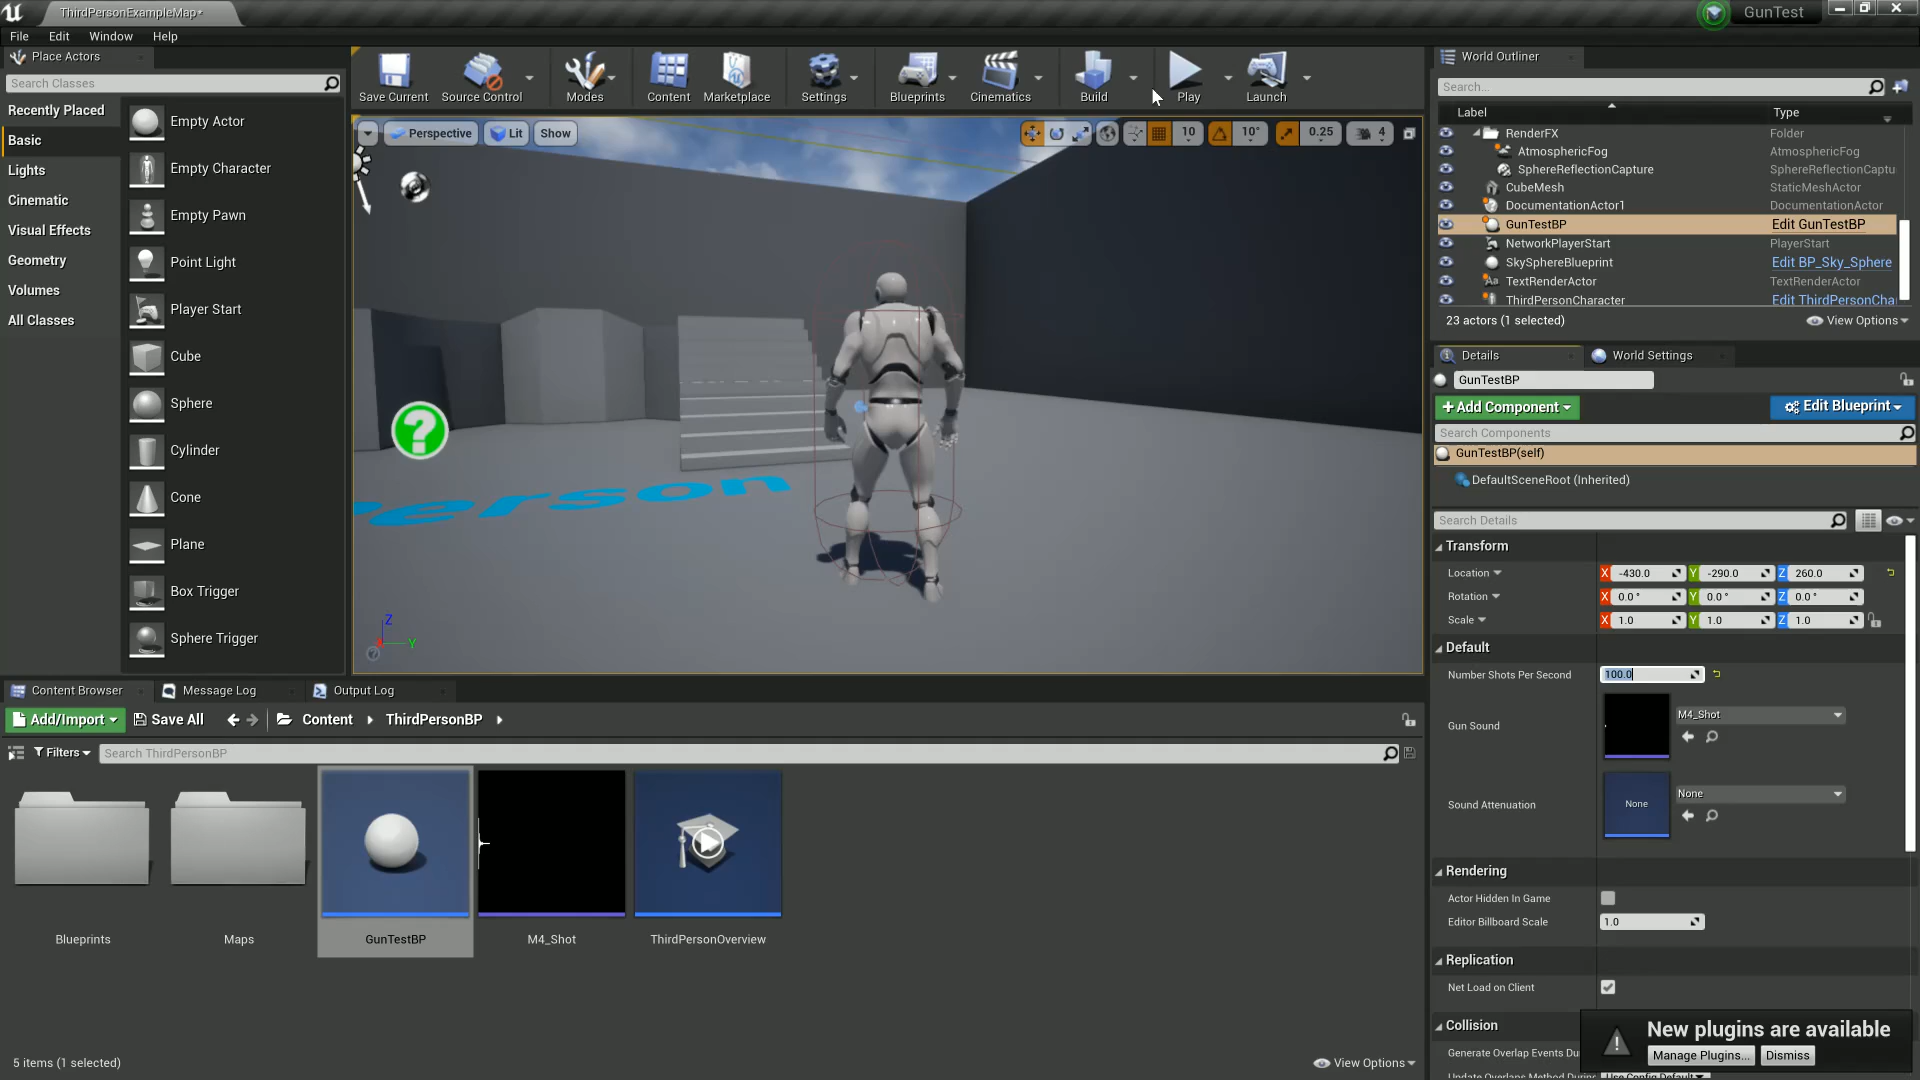 ThirdPersonExampleMap*
GunTest
File Edit Window Help
Place Actors
Search Classes
Recently Placed
Basic
Lights
Cinematic
Visual Effects
Geometry
Volumes
All Classes
Empty Actor
Empty Character
Empty Pawn
Point Light
Player Start
Cube
Sphere
Cylinder
Cone
Plane
Box Trigger
Sphere Trigger
Save Current Source Control Modes Content Marketplace Settings Blueprints Cinematics Build Play Launch
Perspective Lit Show 10 10° 0.25 4
erson
Z
Y
World Outliner
Search...
Label Type
RenderFX Folder
AtmosphericFog AtmosphericFog
SphereReflectionCapture SphereReflectionCaptu
CubeMesh StaticMeshActor
DocumentationActor1 DocumentationActor
GunTestBP Edit GunTestBP
NetworkPlayerStart PlayerStart
SkySphereBlueprint Edit BP_Sky_Sphere
TextRenderActor TextRenderActor
ThirdPersonCharacter Edit ThirdPersonCha
23 actors (1 selected) View Options
Details World Settings
GunTestBP
+Add Component Edit Blueprint
Search Components
GunTestBP(self)
DefaultSceneRoot (Inherited)
Search Details
Transform
Location X -430.0 Y -290.0 Z 260.0
Rotation X 0.0 ° Y 0.0 ° Z 0.0 °
Scale X 1.0 Y 1.0 Z 1.0
Default
Number Shots Per Second 100.0
Gun Sound M4_Shot
Sound Attenuation None None
Rendering
Actor Hidden In Game
Editor Billboard Scale 1.0
Replication
Net Load on Client
Collision
Generate Overlap Events Du
New plugins are available
Manage Plugins... Dismiss
Content Browser Message Log Output Log
Add/Import Save All Content ThirdPersonBP
Filters Search ThirdPersonBP
Blueprints Maps GunTestBP M4_Shot ThirdPersonOverview
5 items (1 selected) View Options